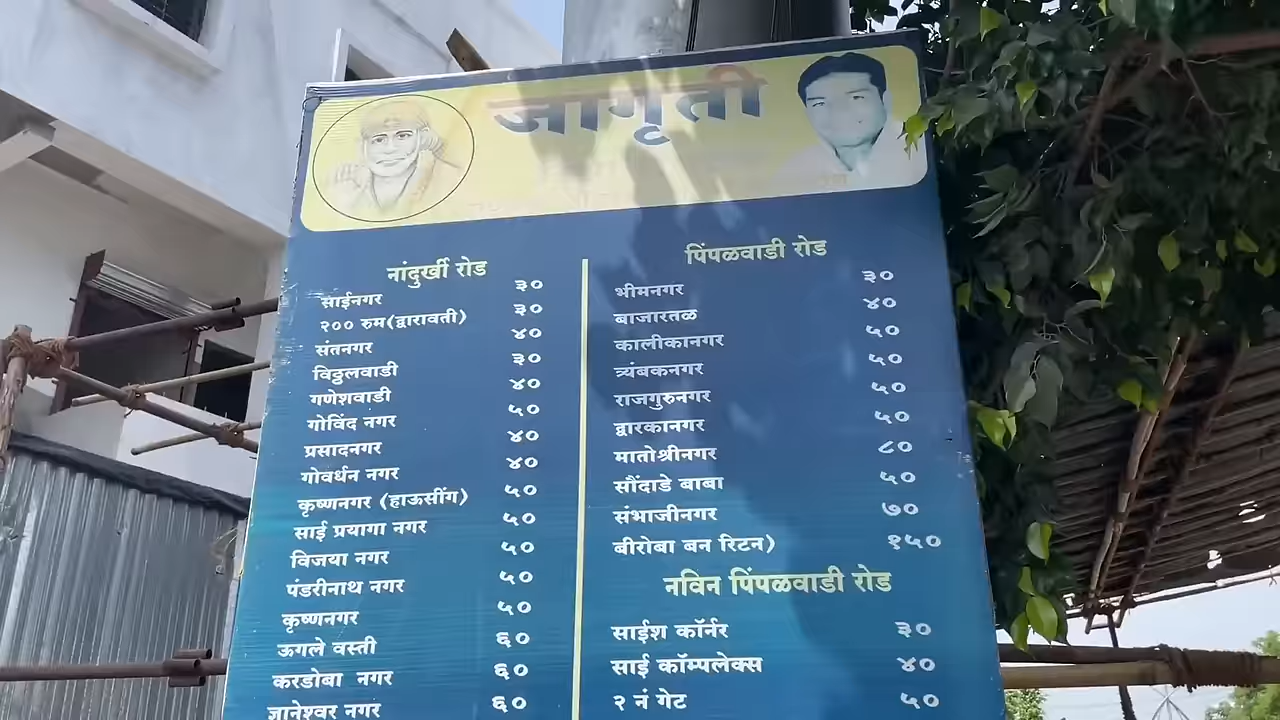 जागृती
नांदुर्खी रोड
साईनगर ३०
२०० रुम(द्वारावती) ३०
संतनगर ४०
विठ्ठलवाडी ३०
गणेशवाडी ४०
गोविंद नगर ५०
प्रसादनगर ४०
गोवर्धन नगर ४०
कृष्णनगर (हाऊसींग) ५०
साई प्रयागा नगर ५०
विजया नगर ५०
पंडरीनाथ नगर ५०
कृष्णनगर ५०
ऊगले वस्ती ६०
करडोबा नगर ६०
ज्ञानेश्वर नगर ६०
पिंपळवाडी रोड
भीमनगर ३०
बाजारतळ ४०
कालीकानगर ५०
त्र्यंबकनगर ५०
राजगुरुनगर ५०
द्वारकानगर ५०
मातोश्रीनगर ८०
सौंदाडे बाबा ५०
संभाजीनगर ७०
बीरोबा बन रिटन) १५०
नविन पिंपळवाडी रोड
साईश कॉर्नर ३०
साई कॉम्पलेक्स ४०
२ नं गेट ५०